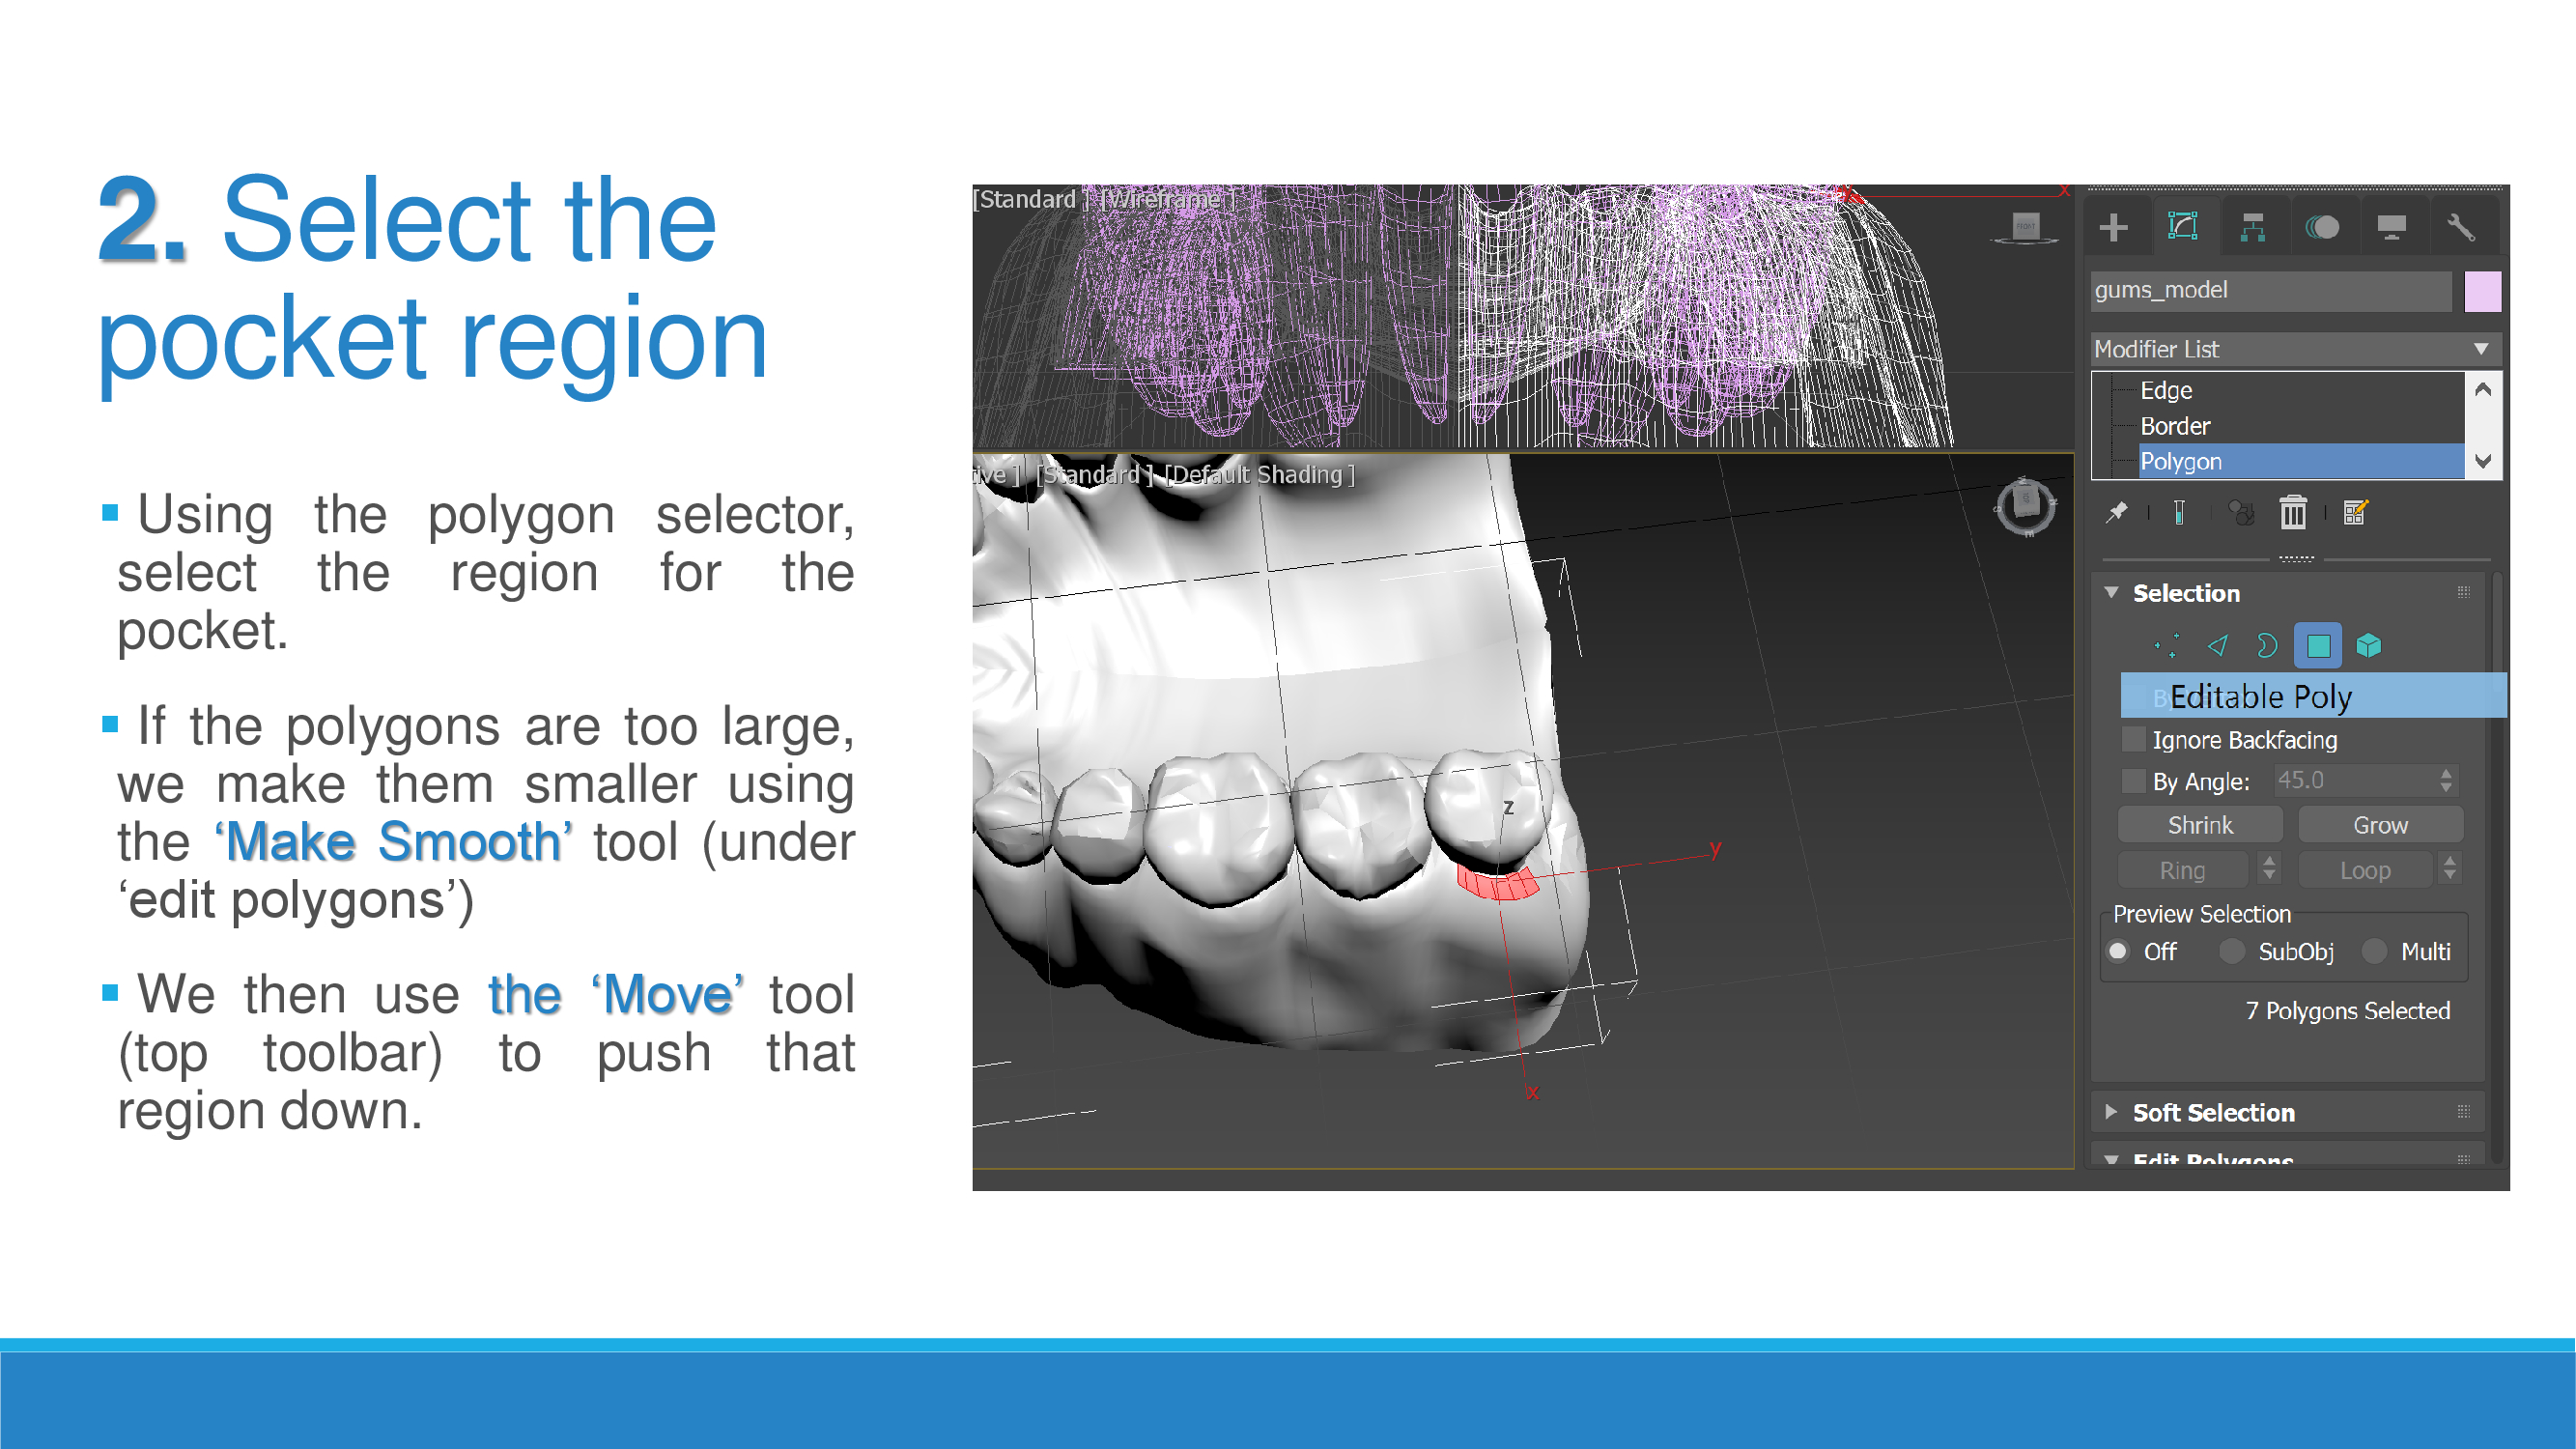 2. Select the
pocket region
Using the polygon selector,
select the region for the
pocket.
If the polygons are too large,
we make them smaller using
the ‘Make Smooth’ tool (under
‘edit polygons’)
We then use the ‘Move’ tool
(top toolbar) to push that
region down.
[Standard ] [Wireframe ]
x
FRONT
tive ] [Standard ] [Default Shading ]
z
y
x
gums_model
Modifier List
Edge
Border
Polygon
Selection
Editable Poly
Ignore Backfacing
By Angle: 45.0
Shrink Grow
Ring Loop
Preview Selection
Off SubObj Multi
7 Polygons Selected
Soft Selection
Edit Polygons